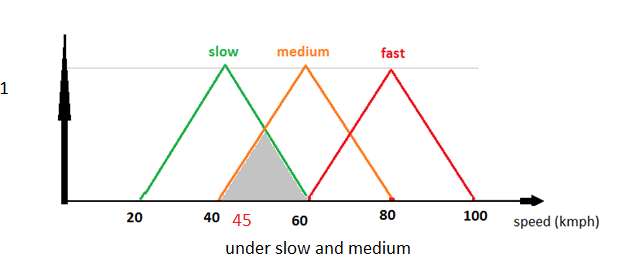 slow medium fast
1
20 40 45 60 80 100 speed (kmph)
under slow and medium